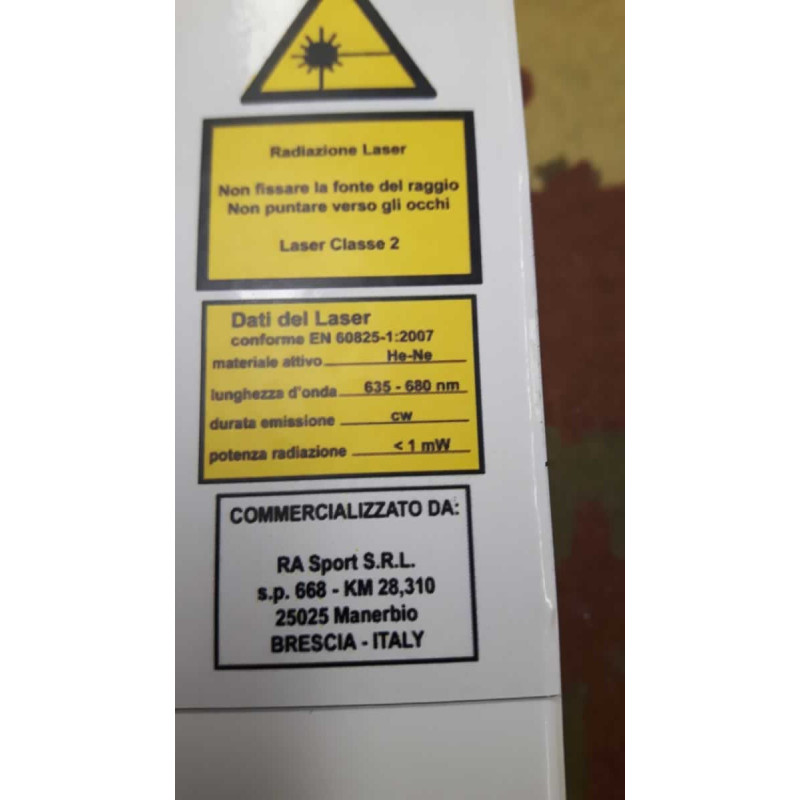 Radiazione Laser
Non fissare la fonte del raggio
Non puntare verso gli occhi
Laser Classe 2
Dati del Laser
conforme EN 60825-1:2007
materiale attivo He-Ne
lunghezza d'onda 635 - 680 nm
durata emissione cw
potenza radiazione < 1 mW
COMMERCIALIZZATO DA:
RA Sport S.R.L.
s.p. 668 - KM 28,310
25025 Manerbio
BRESCIA - ITALY